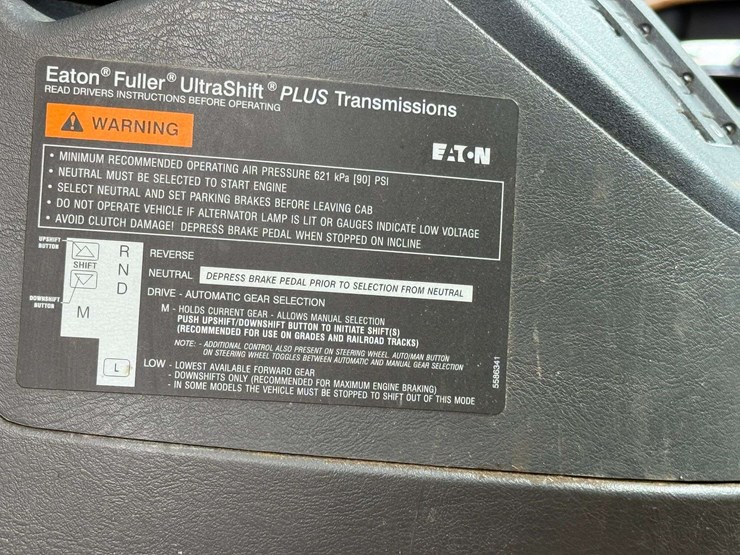 Eaton® Fuller® UltraShift® PLUS Transmissions
READ DRIVERS INSTRUCTIONS BEFORE OPERATING
WARNING
EATON
• MINIMUM RECOMMENDED OPERATING AIR PRESSURE 621 kPa [90] PSI
• NEUTRAL MUST BE SELECTED TO START ENGINE
• SELECT NEUTRAL AND SET PARKING BRAKES BEFORE LEAVING CAB
• DO NOT OPERATE VEHICLE IF ALTERNATOR LAMP IS LIT OR GAUGES INDICATE LOW VOLTAGE
• AVOID CLUTCH DAMAGE! DEPRESS BRAKE PEDAL WHEN STOPPED ON INCLINE
UPSHIFT
BUTTON
SHIFT
DOWNSHIFT
BUTTON
M
R
N
D
L
REVERSE
NEUTRAL DEPRESS BRAKE PEDAL PRIOR TO SELECTION FROM NEUTRAL
DRIVE - AUTOMATIC GEAR SELECTION
M - HOLDS CURRENT GEAR - ALLOWS MANUAL SELECTION
PUSH UPSHIFT/DOWNSHIFT BUTTON TO INITIATE SHIFT(S)
(RECOMMENDED FOR USE ON GRADES AND RAILROAD TRACKS)
NOTE: - ADDITIONAL CONTROL ALSO PRESENT ON STEERING WHEEL. AUTO/MAN BUTTON
ON STEERING WHEEL TOGGLES BETWEEN AUTOMATIC AND MANUAL GEAR SELECTION
LOW - LOWEST AVAILABLE FORWARD GEAR
- DOWNSHIFTS ONLY (RECOMMENDED FOR MAXIMUM ENGINE BRAKING)
- IN SOME MODELS THE VEHICLE MUST BE STOPPED TO SHIFT OUT OF THIS MODE
5586341